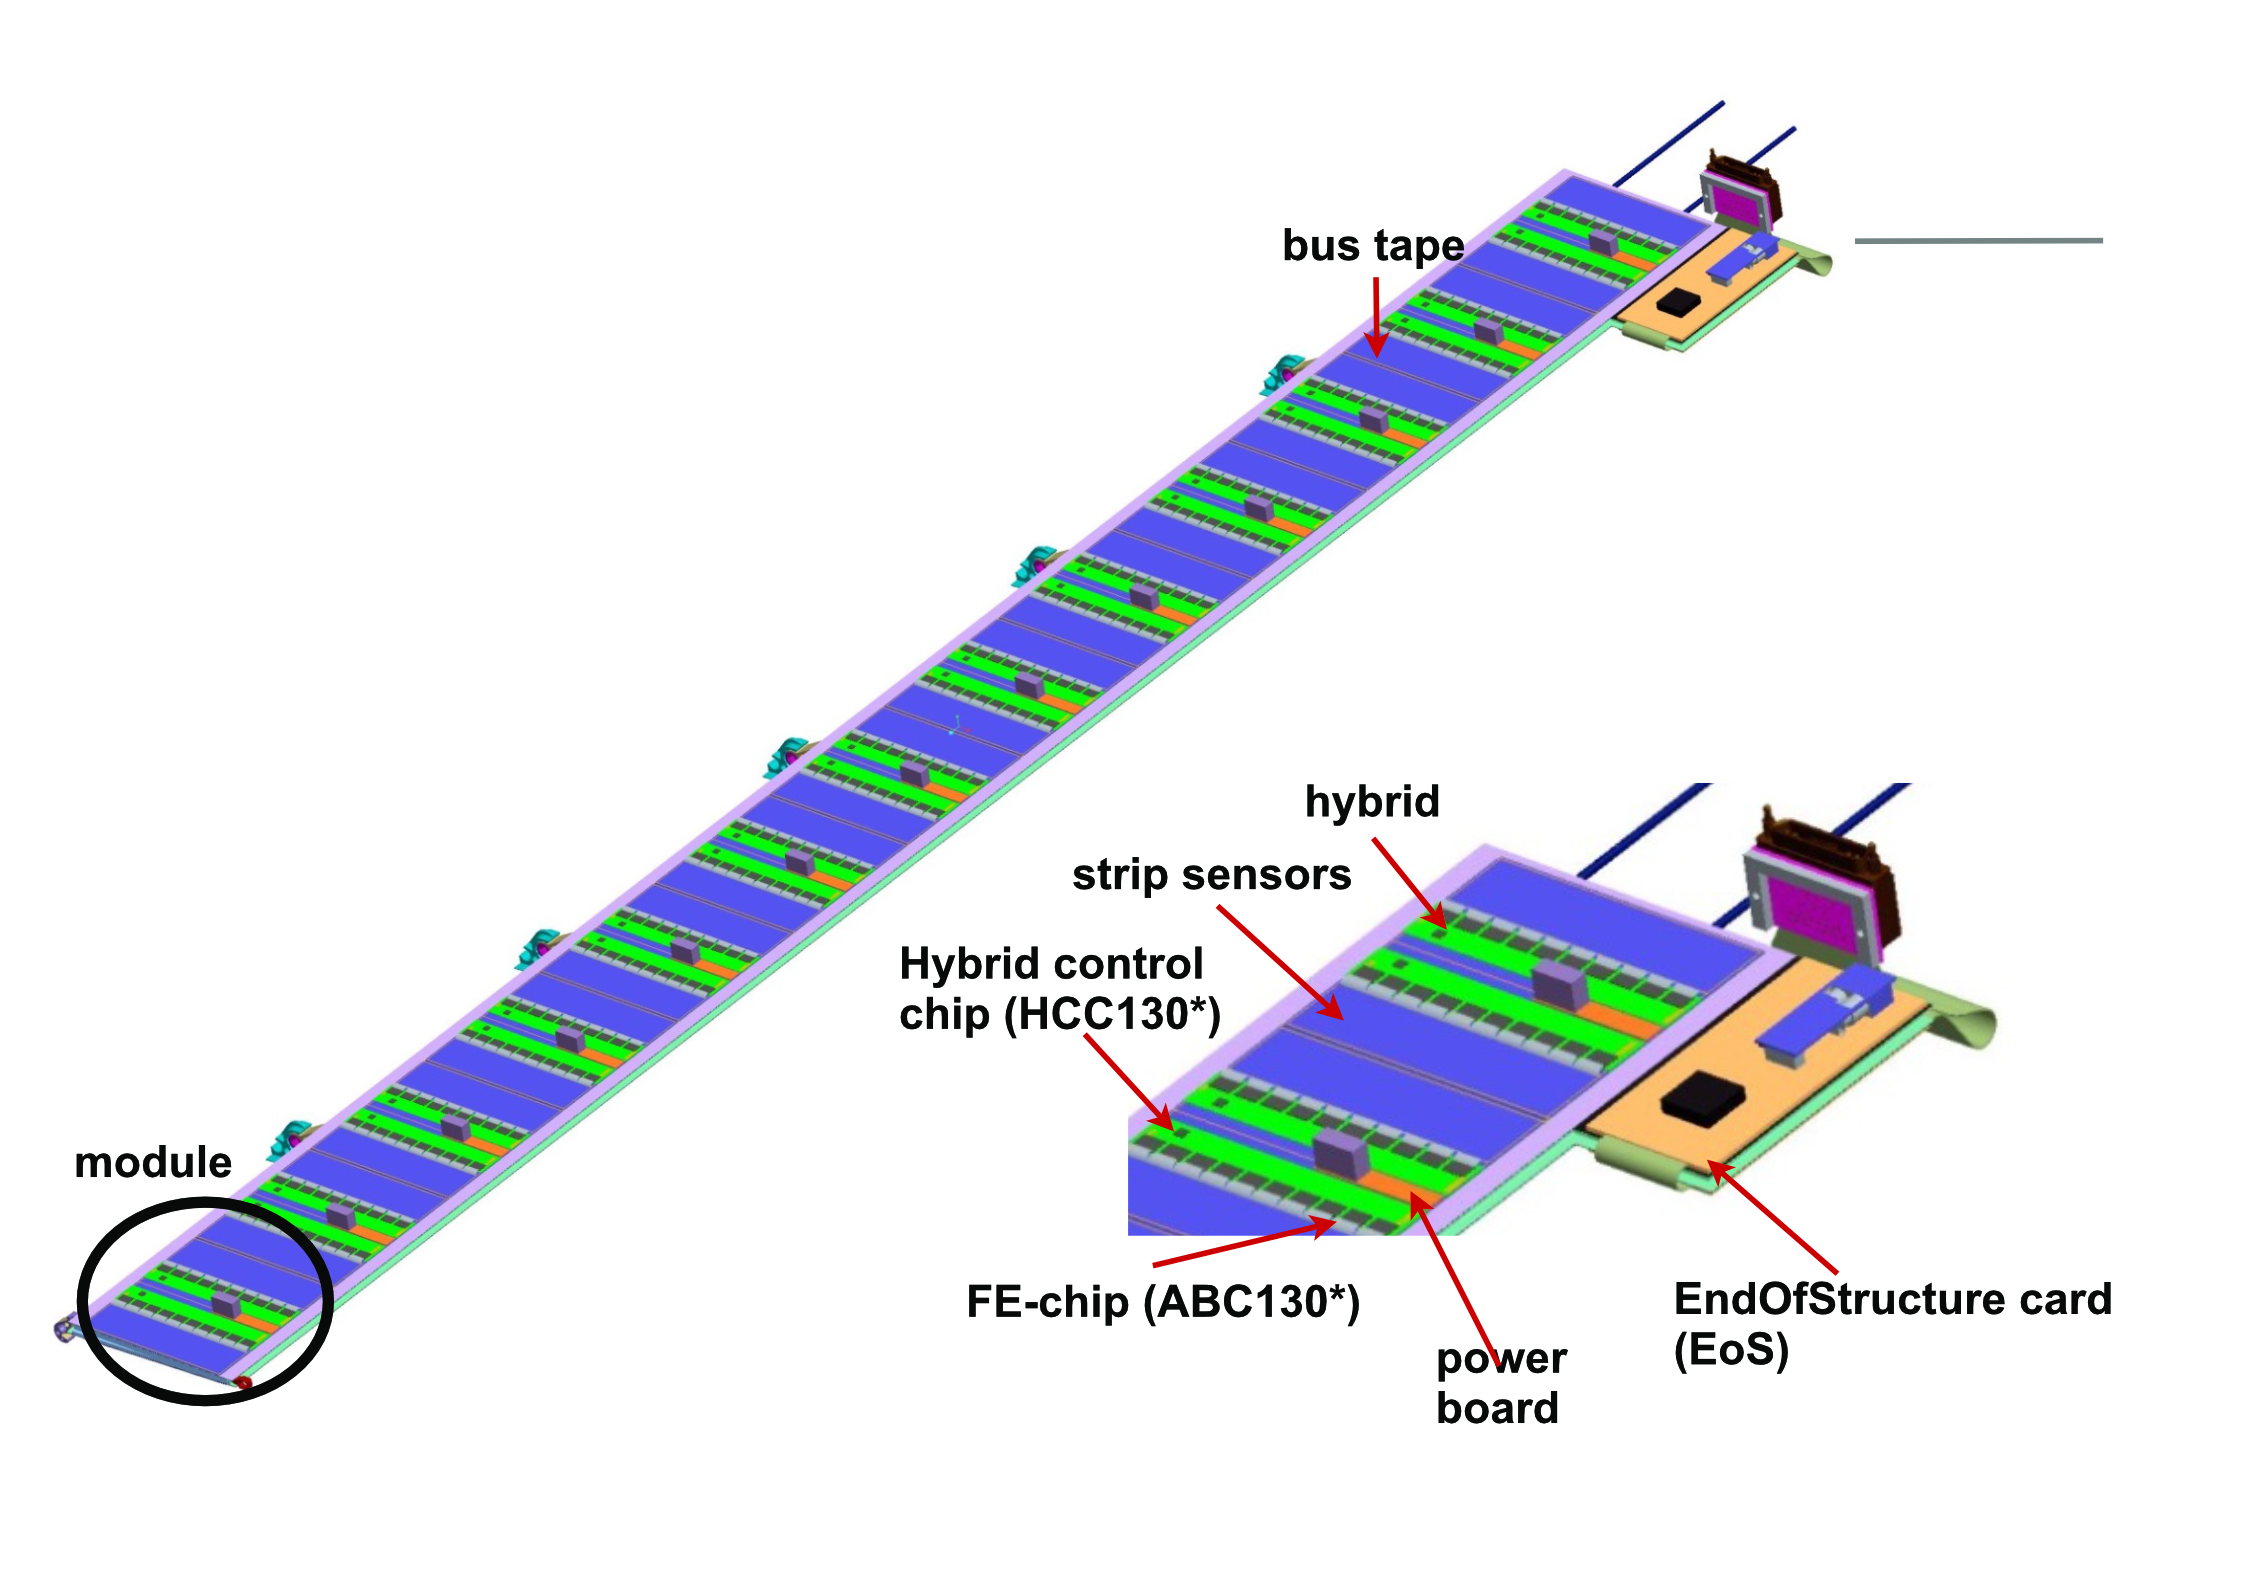 bus tape
hybrid
strip sensors
Hybrid control
chip (HCC130*)
module
FE-chip (ABC130*)
EndOfStructure card
(EoS)
power
board